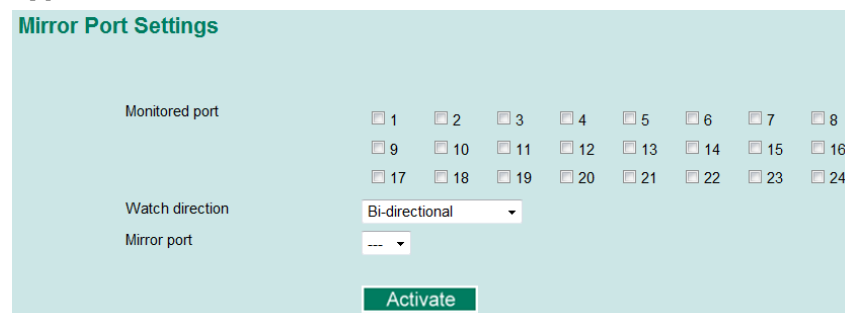 Mirror Port Settings
Monitored port
1 2 3 4 5 6 7 8
9 10 11 12 13 14 15 16
17 18 19 20 21 22 23 24
Watch direction Bi-directional
Mirror port ---
Activate